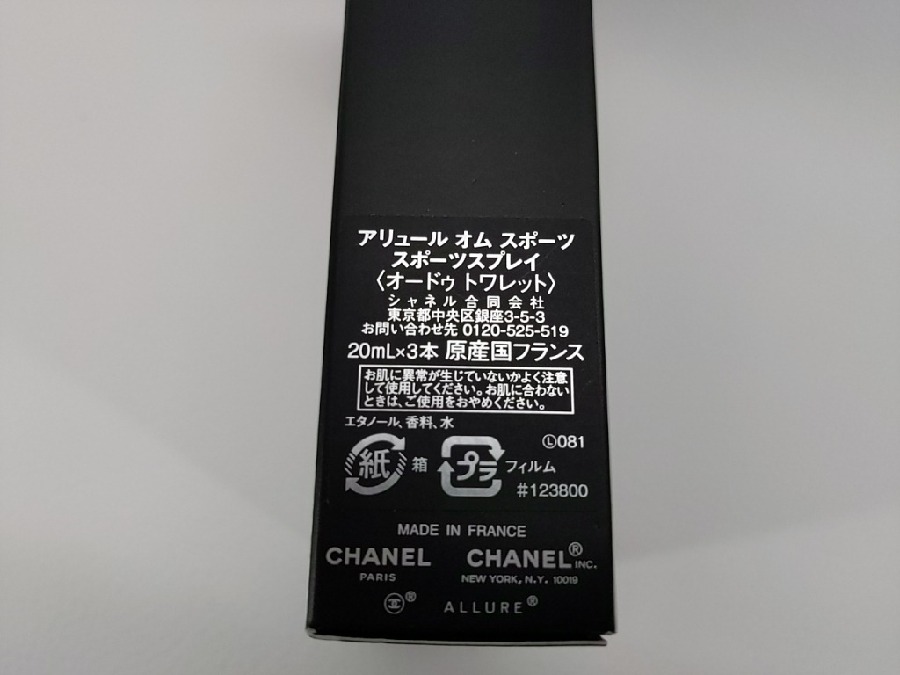 アリュール オム スポーツ
スポーツスプレイ
〈オードゥ トワレット〉
シャネル合同会社
東京都中央区銀座3-5-3
お問い合わせ先 0120-525-519
20mL×3本 原産国フランス
お肌に異常が生じていないかよく注意
して使用してください。お肌に合わない
ときは、ご使用をおやめください。
エタノール、香料、水
Ⓛ081
紙 箱 プラ フィルム
#123800
MADE IN FRANCE
CHANEL CHANEL® INC.
PARIS NEW YORK, N.Y. 10019
® ALLURE®